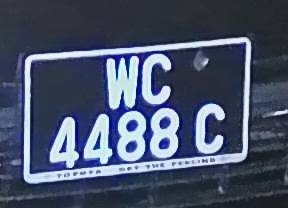 WC
4488 C
TOYOTA GET THE FEELING